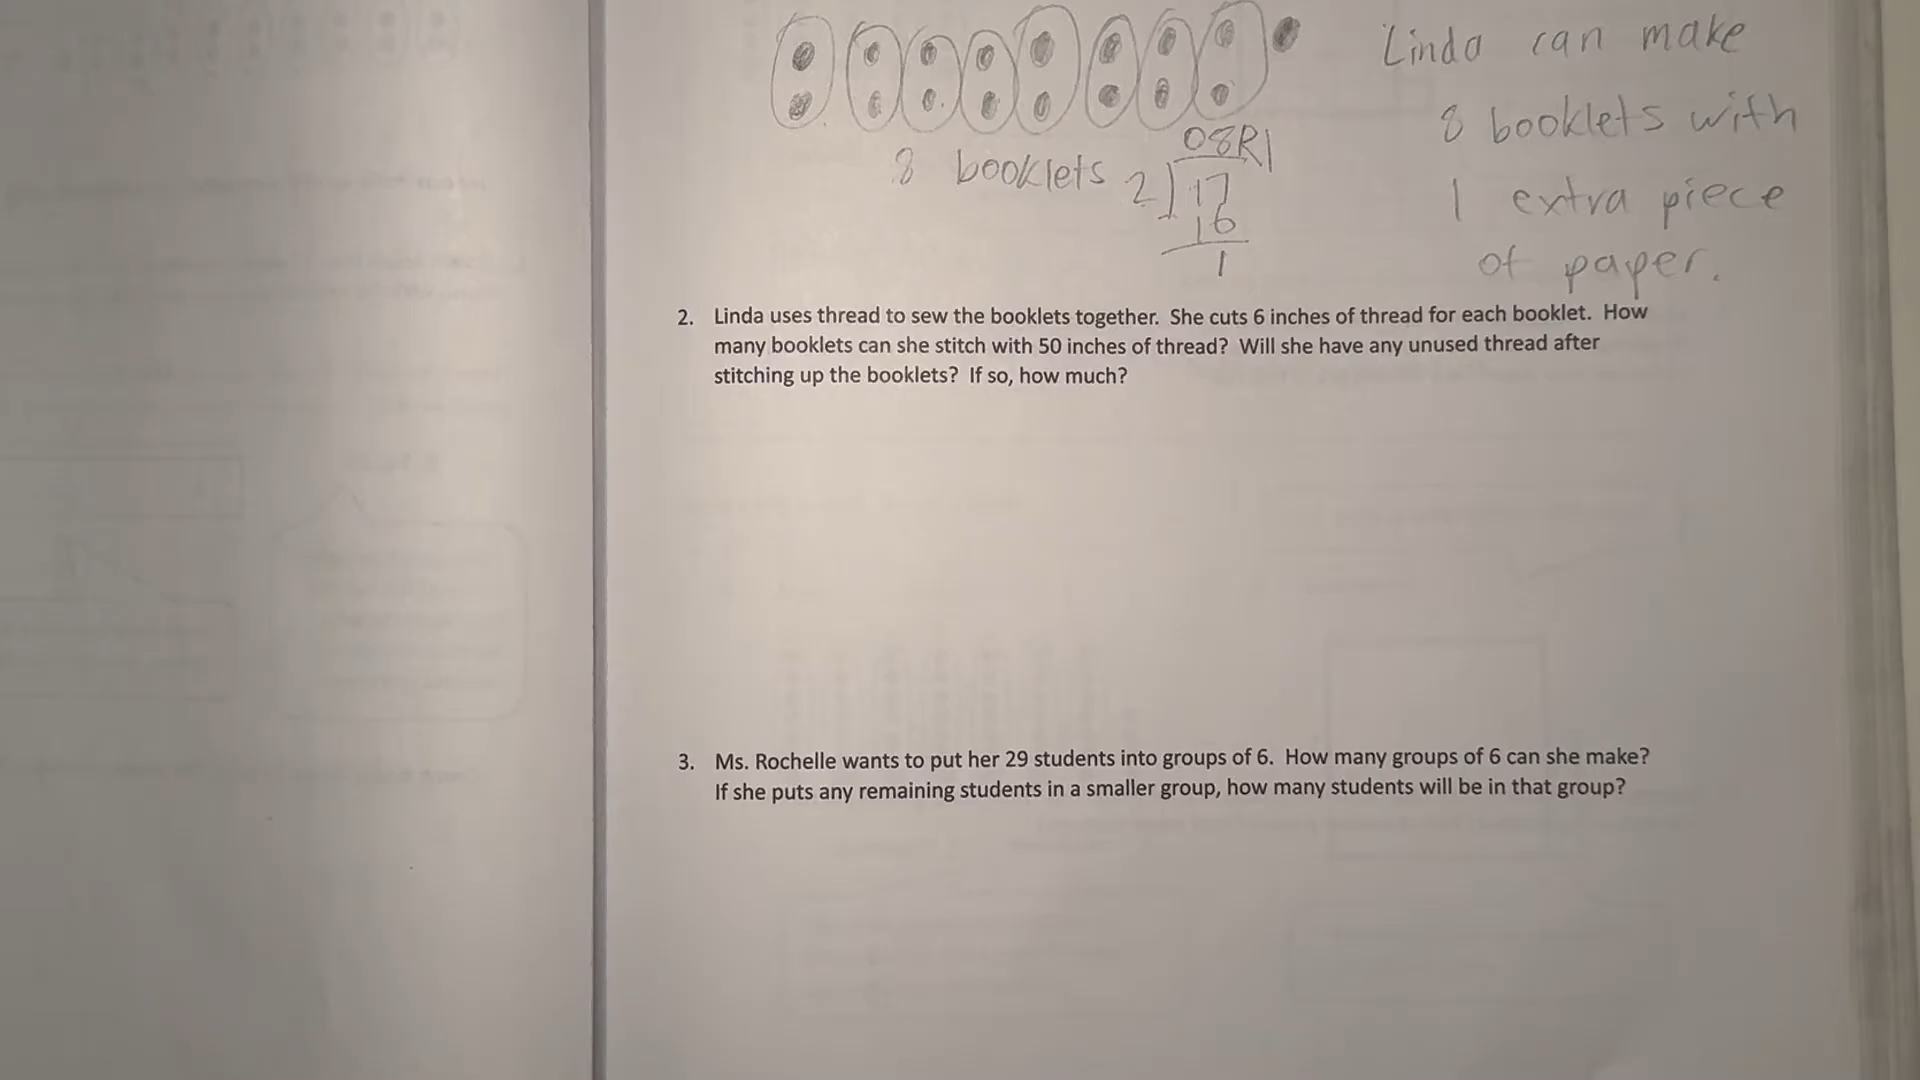 Linda can make
8 booklets with
1 extra piece
of paper.
8 booklets
08R1
2)17
16
1
2. Linda uses thread to sew the booklets together. She cuts 6 inches of thread for each booklet. How
many booklets can she stitch with 50 inches of thread? Will she have any unused thread after
stitching up the booklets? If so, how much?
3. Ms. Rochelle wants to put her 29 students into groups of 6. How many groups of 6 can she make?
If she puts any remaining students in a smaller group, how many students will be in that group?